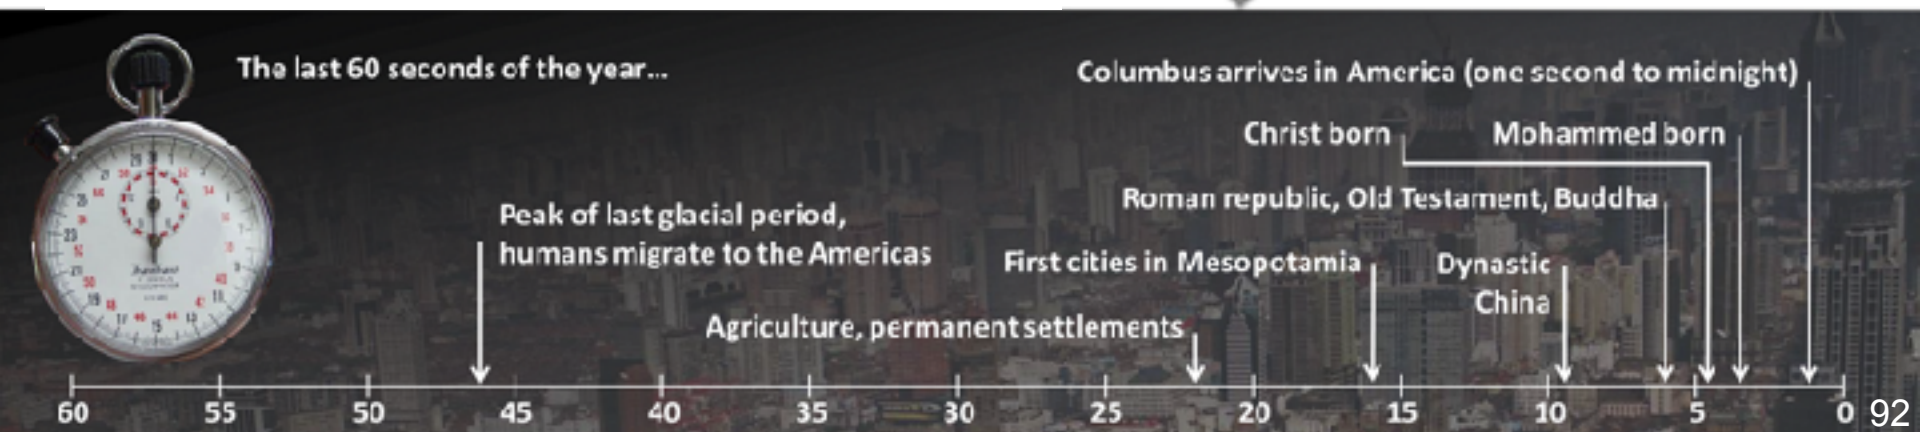 The last 60 seconds of the year...
Columbus arrives in America (one second to midnight)
Christ born
Mohammed born
Roman republic, Old Testament, Buddha
Peak of last glacial period,
humans migrate to the Americas
First cities in Mesopotamia
Dynastic
China
Agriculture, permanent settlements
60 55 50 45 40 35 30 25 20 15 10 5 0
92